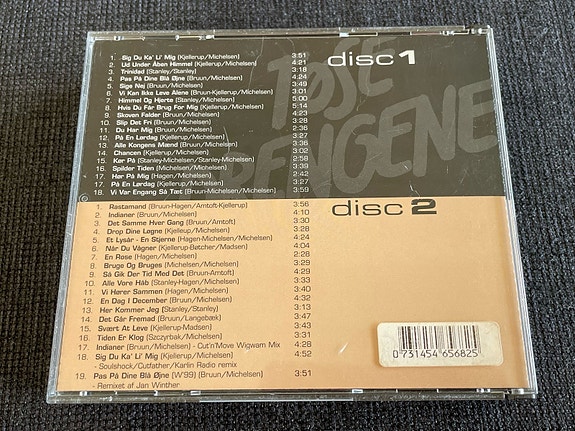 disc 1
1. Sig Du Ka' Li' Mig (Kjellerup/Michelsen) 3:51
2. Ud Under Åben Himmel (Kjellerup/Michelsen) 4:21
3. Trinidad (Stanley/Stanley) 3:18
4. Pas På Dine Blå Øjne (Bruun/Michelsen) 4:24
5. Sige Nej (Bruun/Michelsen) 3:49
6. Vi Kan Ikke Leve Alene (Bruun-Kjellerup/Michelsen) 3:01
7. Himmel Og Hjerte (Stanley/Michelsen) 5:00
8. Hvis Du Får Brug For Mig (Bruun/Michelsen) 5:14
9. Skoven Falder (Bruun/Michelsen) 4:23
10. Slip Det Fri (Bruun/Michelsen) 3:28
11. Du Har Mig (Bruun/Michelsen) 2:36
12. På En Lørdag (Kjellerup/Michelsen) 3:27
13. Alle Kongens Mænd (Bruun/Michelsen) 3:36
14. Chancen (Kjellerup/Michelsen) 3:02
15. Kør På (Stanley-Michelsen/Stanley-Michelsen) 2:58
16. Spilder Tiden (Michelsen/Michelsen) 3:39
17. Hør På Mig (Hagen/Michelsen) 2:42
17. På En Lørdag (Kjellerup/Michelsen) 3:27
18. Vi Var Engang Så Tæt (Bruun-Michelsen/Michelsen) 3:59
TØSE
DRENGENE
disc 2
1. Rastamand (Bruun-Hagen/Amtoft-Kjellerup) 3:56
2. Indianer (Bruun/Michelsen) 4:10
3. Det Samme Hver Gang (Bruun/Amtoft) 3:30
4. Drop Dine Løgne (Kjellerup/Michelsen) 3:31
5. Et Lysår - En Stjerne (Hagen-Michelsen/Michelsen) 4:24
6. Når Du Vågner (Kjellerup-Bøtcher/Madsen) 4:04
7. En Rose (Hagen/Michelsen) 2:28
8. Bruge Og Bruges (Michelsen/Michelsen) 3:29
9. Så Gik Der Tid Med Det (Bruun-Amtoft) 4:29
10. Alle Vore Håb (Stanley-Hagen/Michelsen) 3:33
11. Vi Hører Sammen (Hagen/Michelsen) 3:40
12. En Dag I December (Bruun/Michelsen) 4:32
13. Her Kommer Jeg (Stanley/Stanley) 3:13
14. Det Går Fremad (Bruun/Langebæk) 3:47
15. Svært At Leve (Kjellerup-Madsen) 3:43
16. Tiden Er Klog (Szczyrbak/Michelsen) 3:31
17. Indianer (Bruun/Michelsen) - Cut'n'Move Wigwam Mix 4:28
18. Sig Du Ka' Li' Mig (Kjellerup/Michelsen) 4:52
- Soulshock/Cutfather/Karlin Radio remix
19. Pas På Dine Blå Øjne (W'99) (Bruun/Michelsen) 3:51
- Remixet af Jan Winther
0 731454 656825